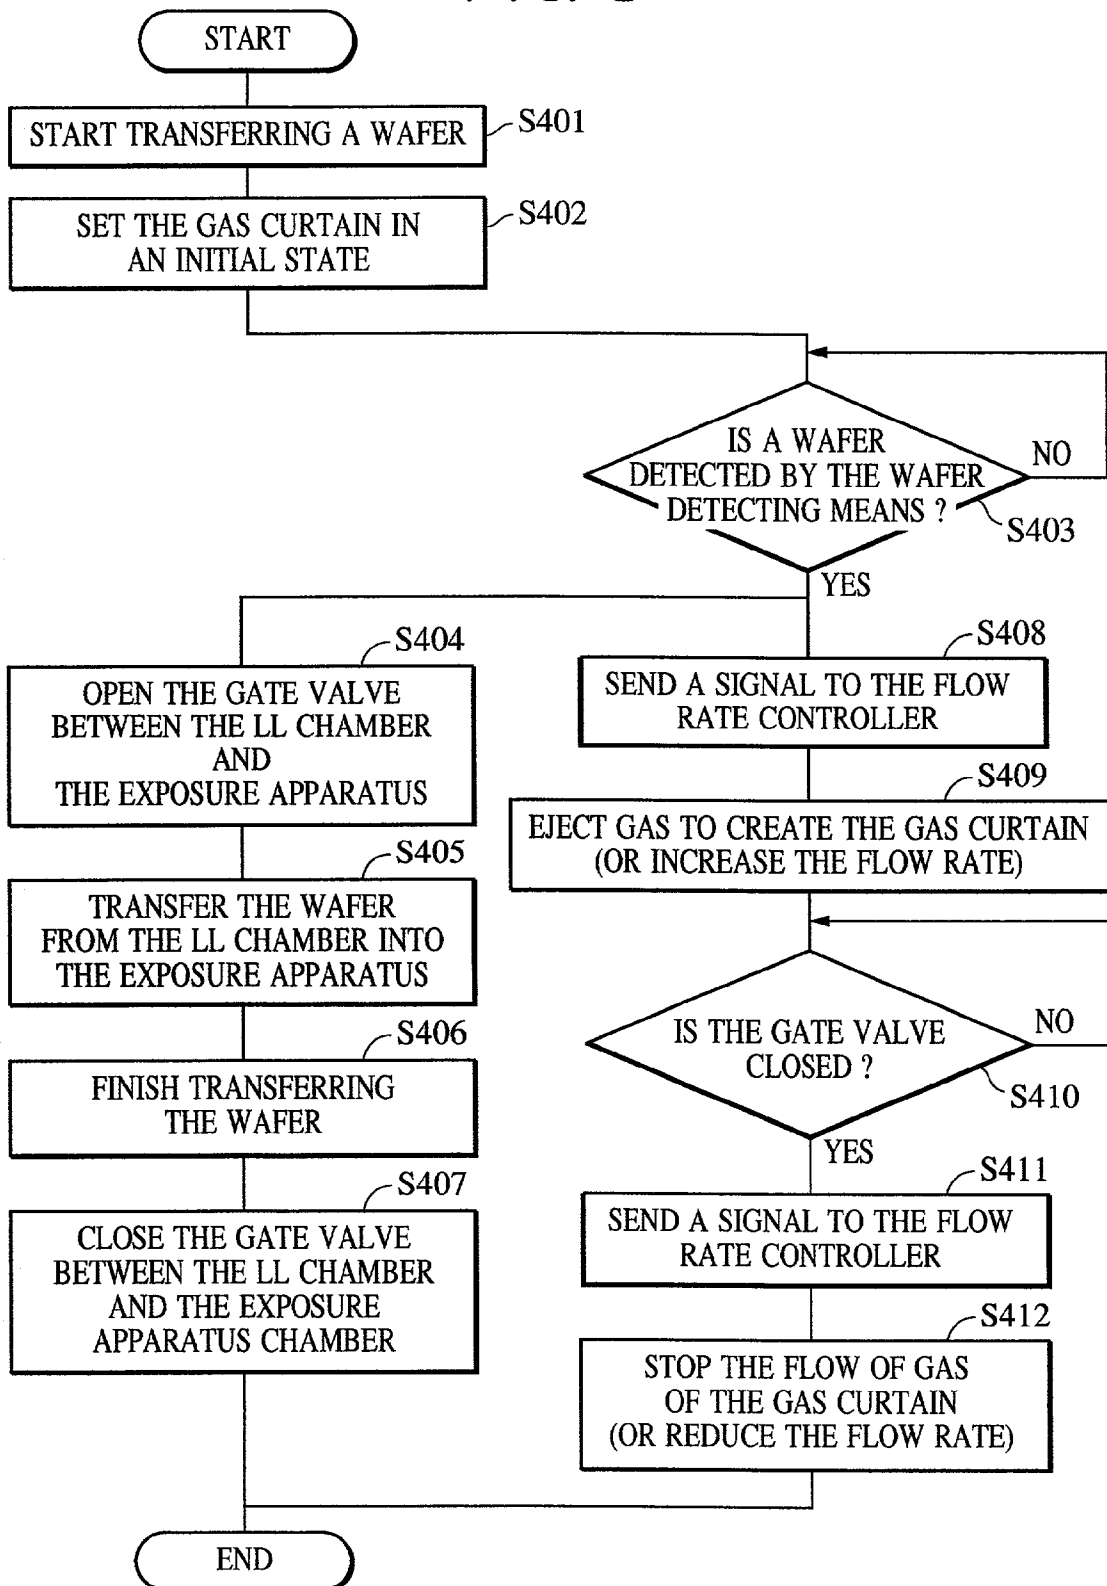 START
START TRANSFERRING A WAFER
S401
SET THE GAS CURTAIN IN
AN INITIAL STATE
S402
IS A WAFER
DETECTED BY THE WAFER
DETECTING MEANS ?
NO
S403
YES
S404
OPEN THE GATE VALVE
BETWEEN THE LL CHAMBER
AND
THE EXPOSURE APPARATUS
S405
TRANSFER THE WAFER
FROM THE LL CHAMBER INTO
THE EXPOSURE APPARATUS
S406
FINISH TRANSFERRING
THE WAFER
S407
CLOSE THE GATE VALVE
BETWEEN THE LL CHAMBER
AND THE EXPOSURE
APPARATUS CHAMBER
S408
SEND A SIGNAL TO THE FLOW
RATE CONTROLLER
S409
EJECT GAS TO CREATE THE GAS CURTAIN
(OR INCREASE THE FLOW RATE)
IS THE GATE VALVE
CLOSED ?
NO
S410
YES
S411
SEND A SIGNAL TO THE FLOW
RATE CONTROLLER
S412
STOP THE FLOW OF GAS
OF THE GAS CURTAIN
(OR REDUCE THE FLOW RATE)
END